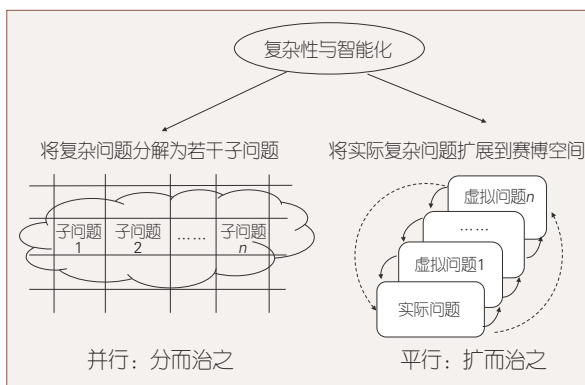 复杂性与智能化
将复杂问题分解为若干子问题
将实际复杂问题扩展到赛博空间
子问题
1
子问题
2
……
子问题
n
虚拟问题n
……
虚拟问题1
实际问题
并行：分而治之
平行：扩而治之